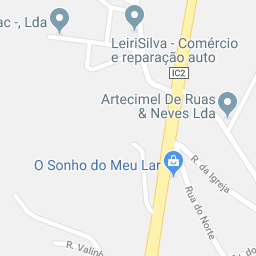 ac -, Lda
LeiriSilva - Comércio
e reparação auto
IC2
Artecimel De Ruas
& Neves Lda
O Sonho do Meu Lar
R. da Igreja
Rua do Norte
R. Valinh